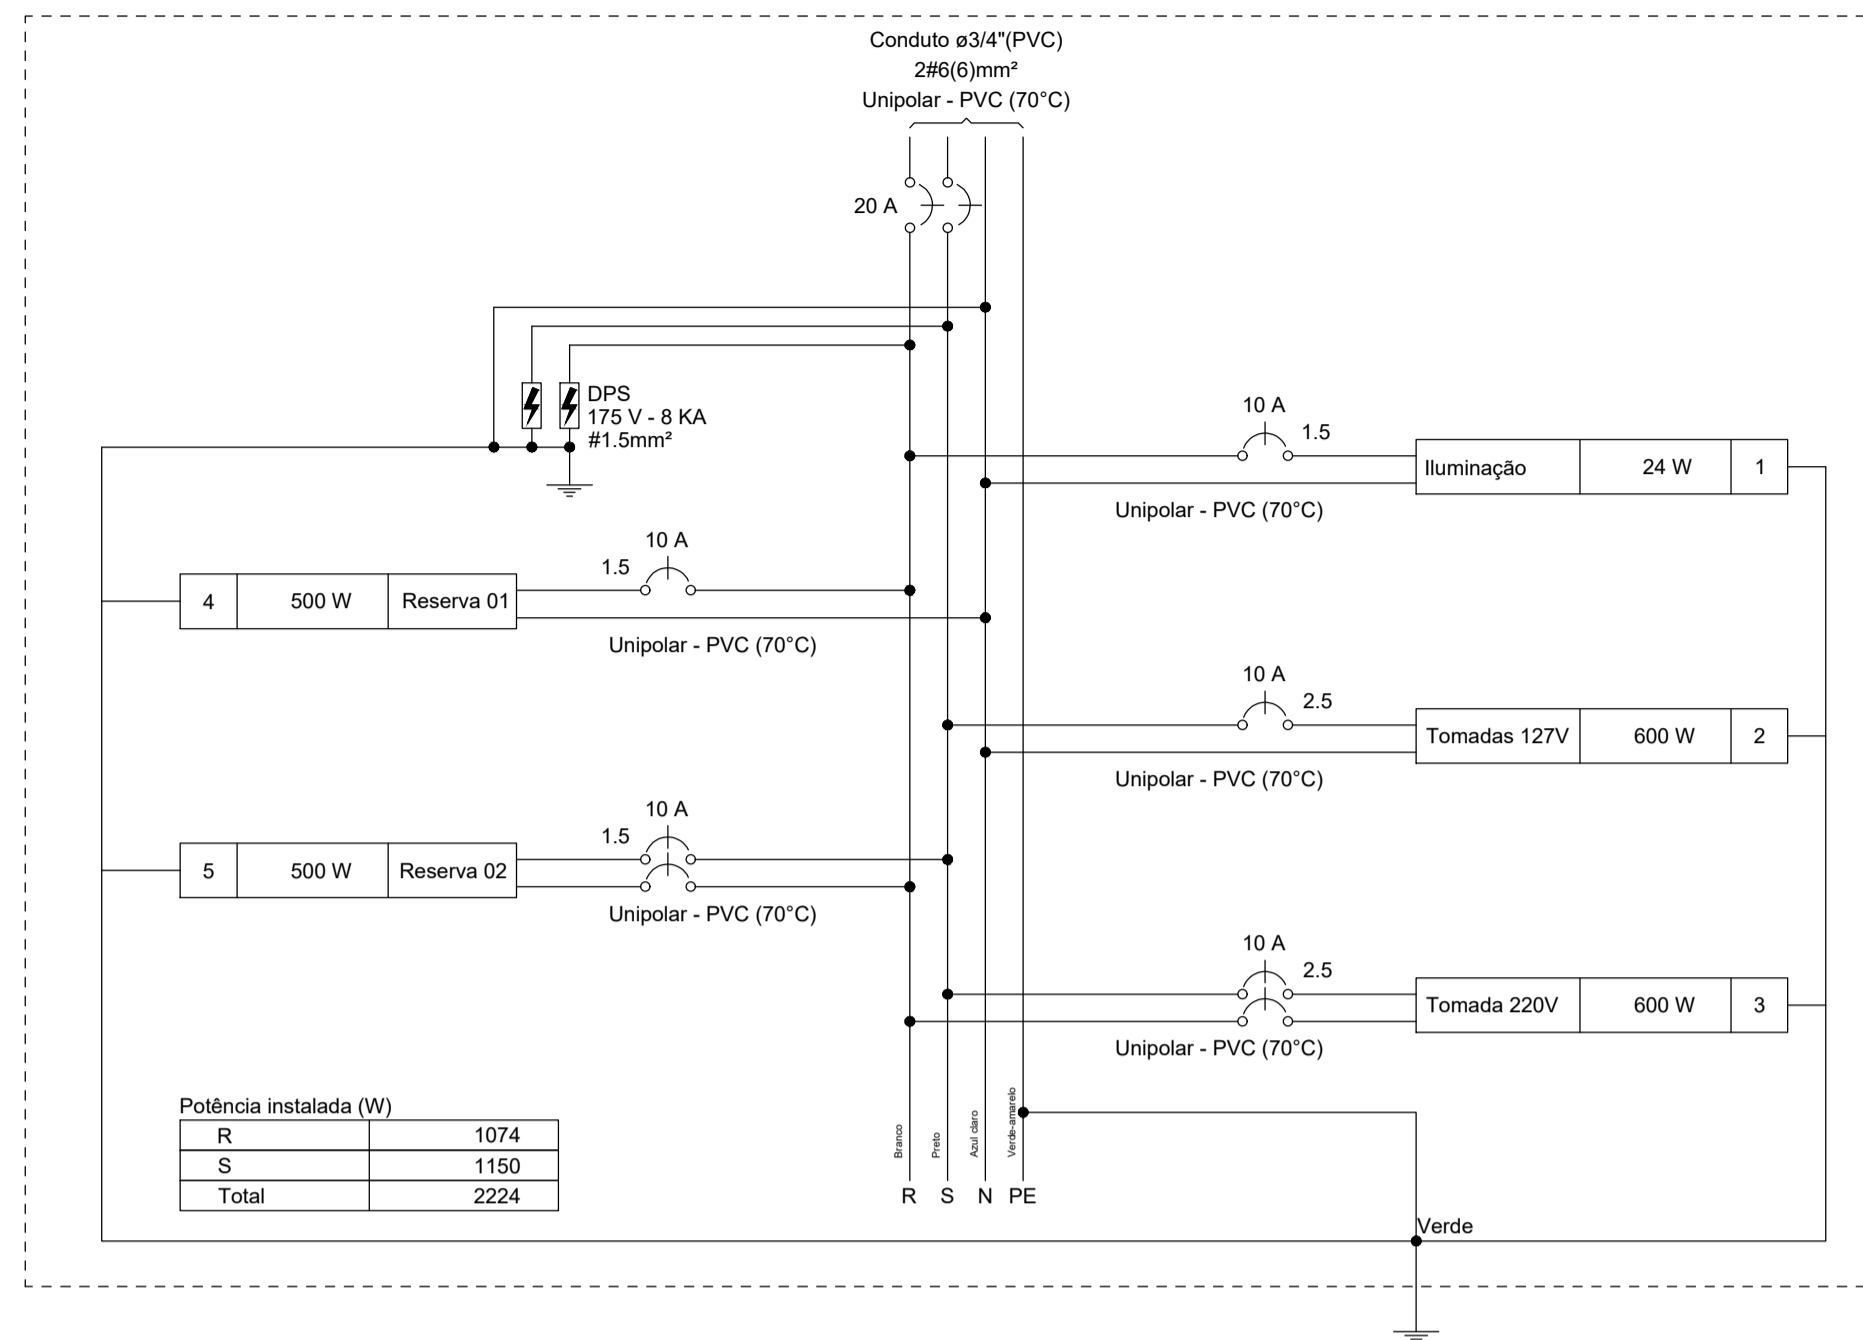 Conduto ø3/4"(PVC)
2#6(6)mm²
Unipolar - PVC (70°C)
20 A
DPS
175 V - 8 KA
#1.5mm²
10 A
1.5
Iluminação 24 W 1
Unipolar - PVC (70°C)
10 A
1.5
4 500 W Reserva 01
Unipolar - PVC (70°C)
10 A
2.5
Tomadas 127V 600 W 2
Unipolar - PVC (70°C)
10 A
1.5
5 500 W Reserva 02
Unipolar - PVC (70°C)
10 A
2.5
Tomada 220V 600 W 3
Unipolar - PVC (70°C)
Potência instalada (W)
R 1074
S 1150
Total 2224
Branco
Preto
Azul claro
Verde-amarelo
R S N PE
Verde